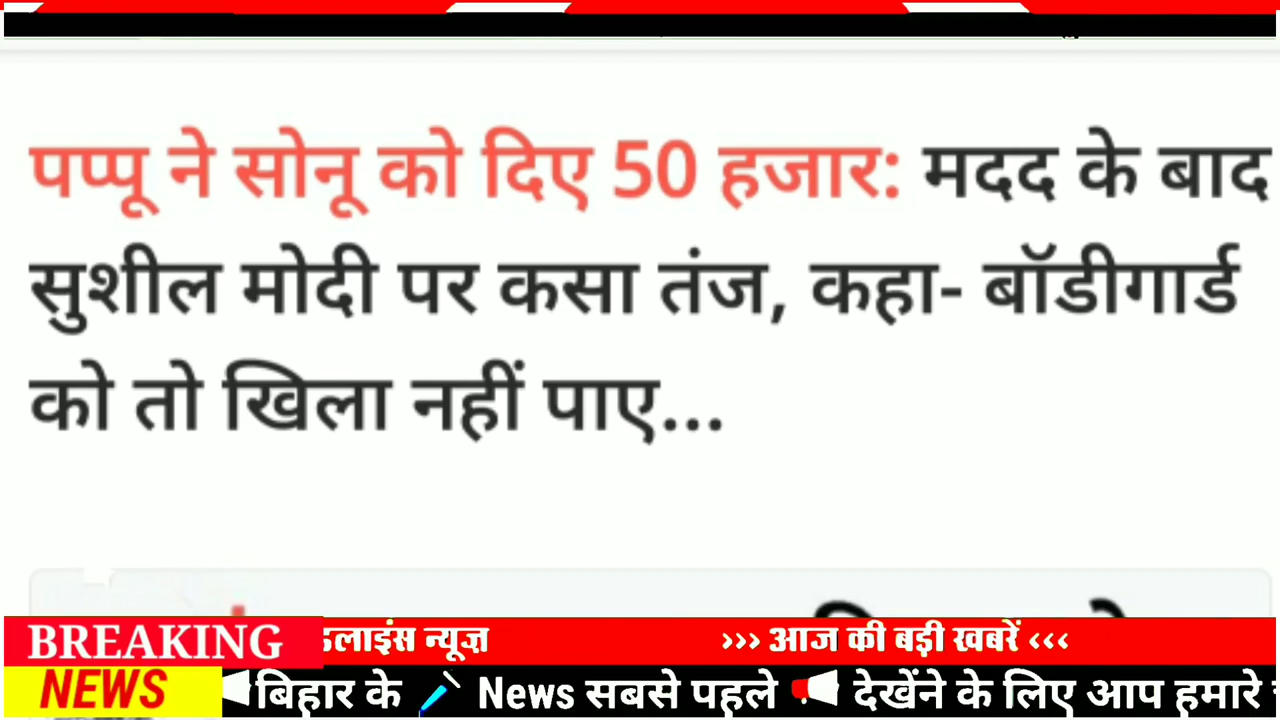 पप्पू ने सोनू को दिए 50 हजार: मदद के बाद
सुशील मोदी पर कसा तंज, कहा- बॉडीगार्ड
को तो खिला नहीं पाए...
BREAKING
NEWS
न्यूज़ >>> आज की बड़ी खबरें <<<
बिहार के News सबसे पहले देखेंने के लिए आप हमारे